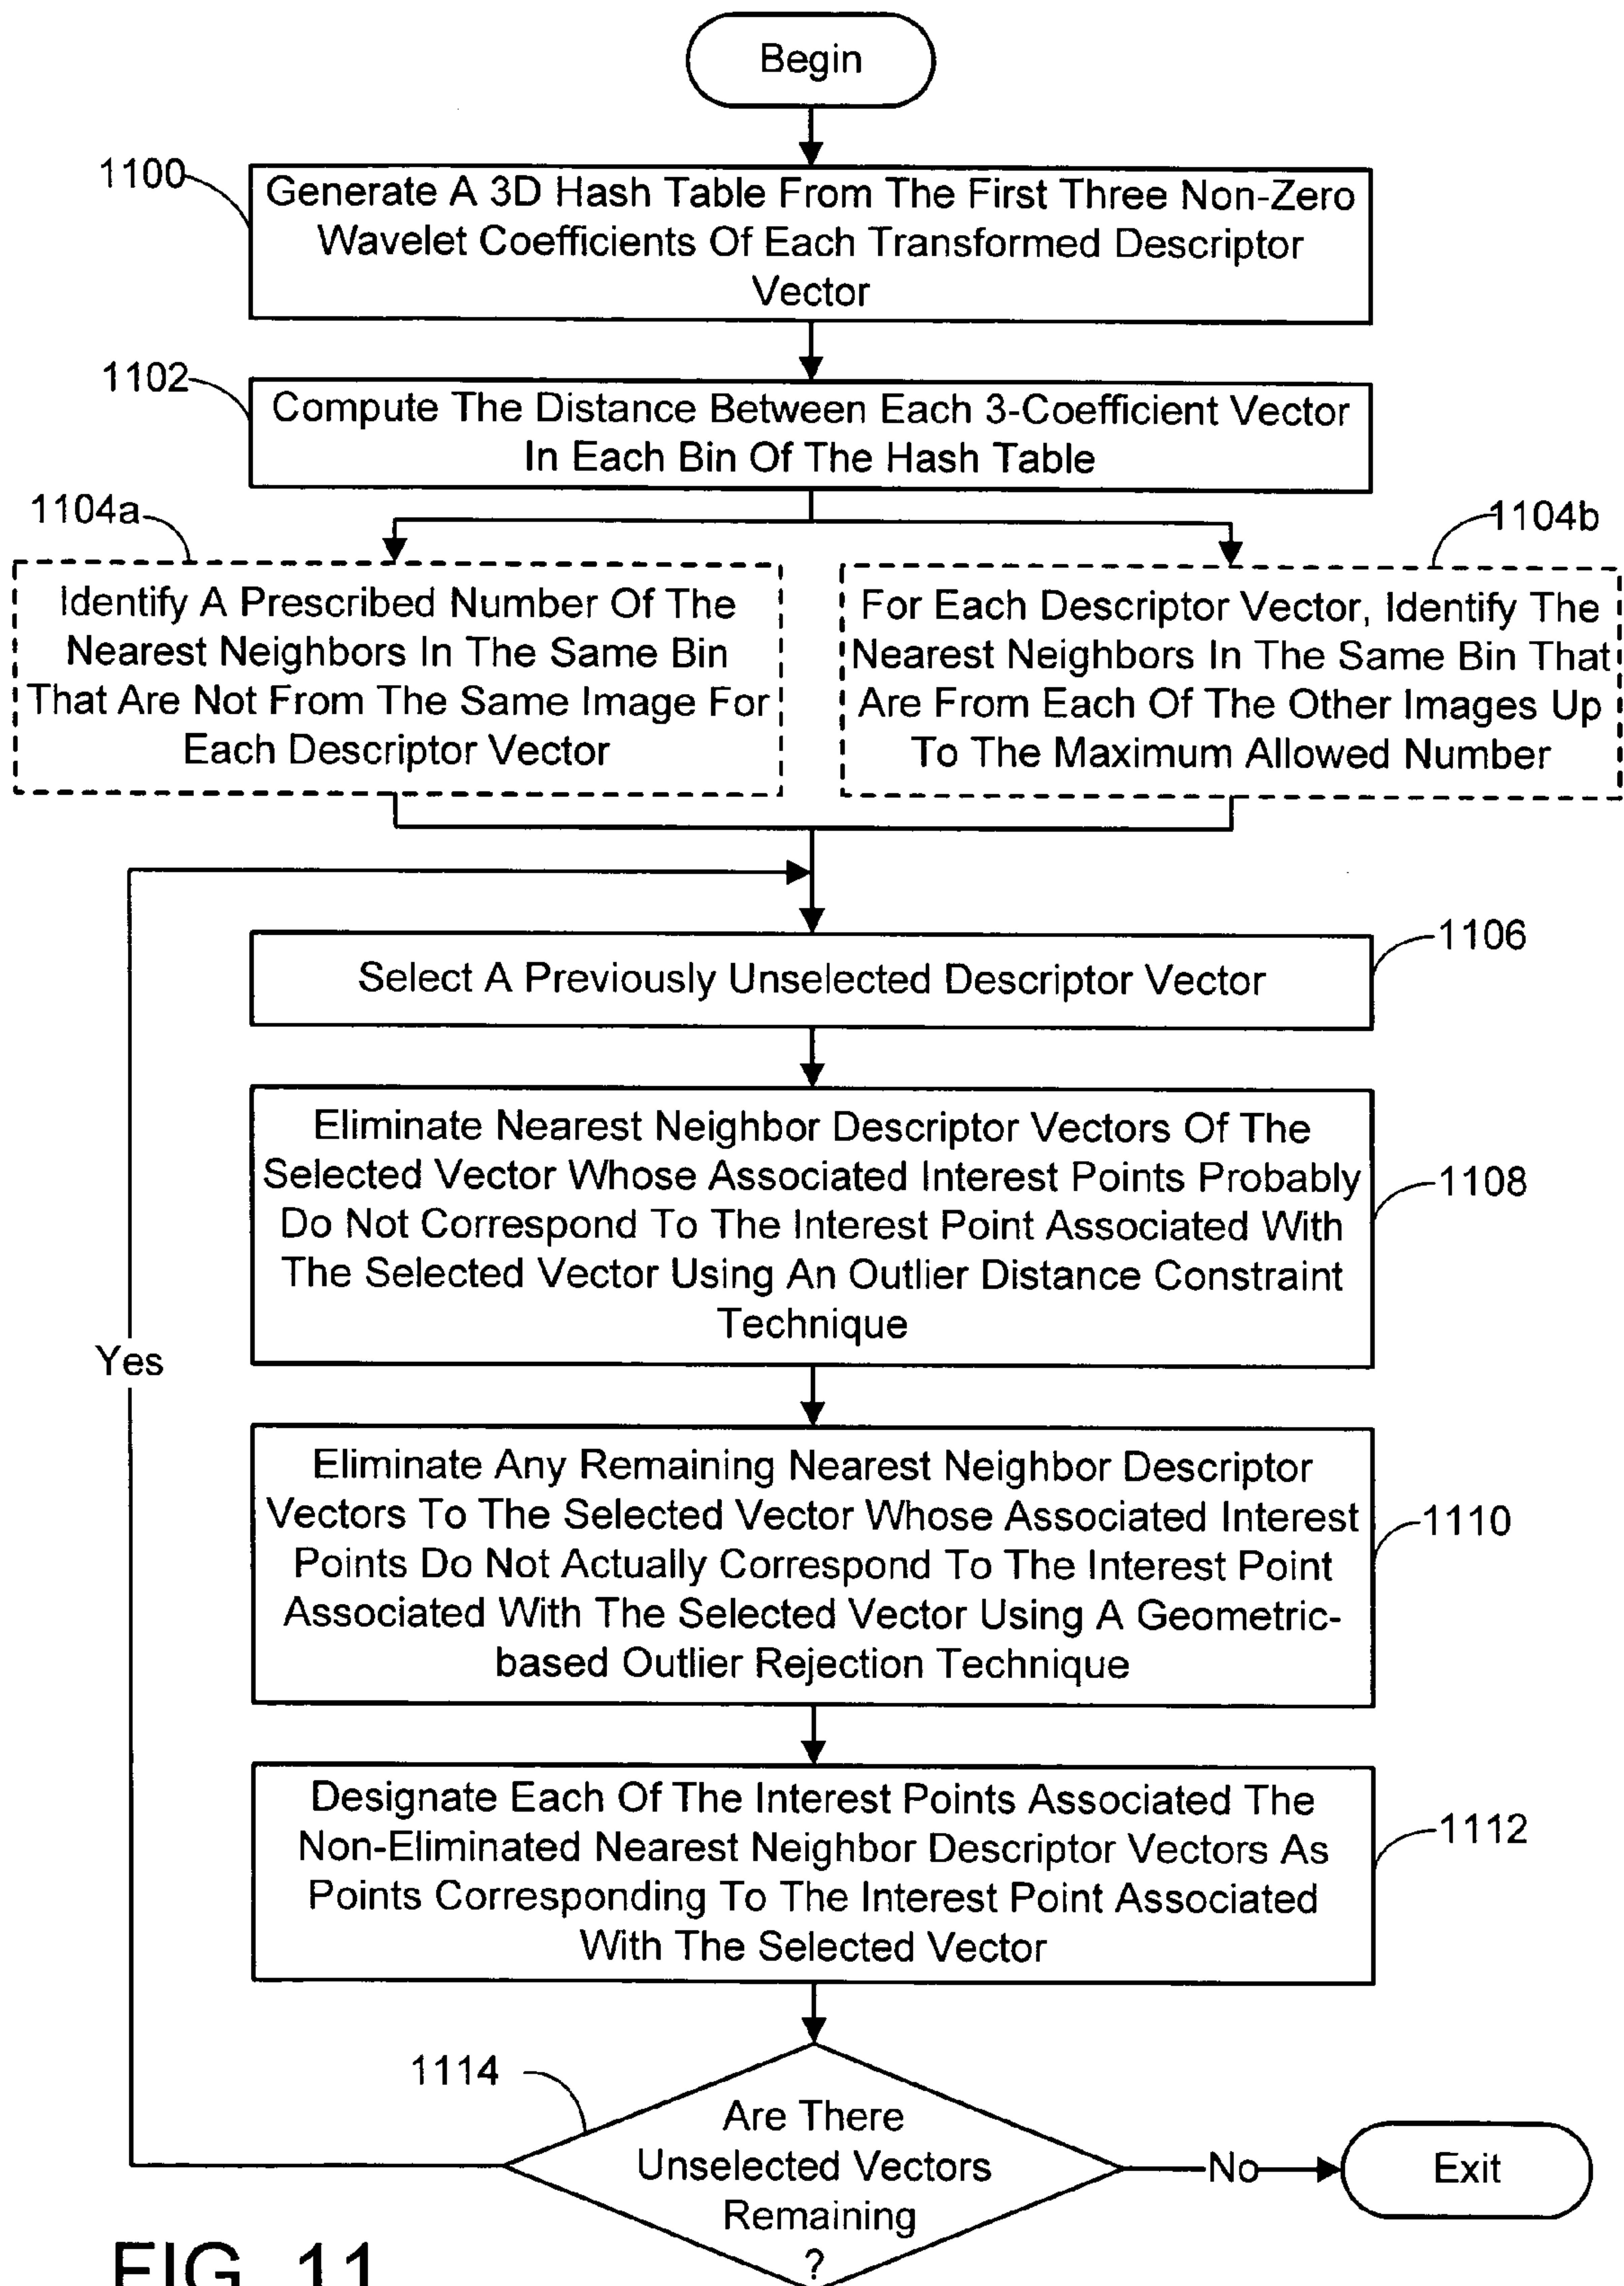 Begin
1100
Generate A 3D Hash Table From The First Three Non-Zero
Wavelet Coefficients Of Each Transformed Descriptor
Vector
1102
Compute The Distance Between Each 3-Coefficient Vector
In Each Bin Of The Hash Table
1104a
1104b
Identify A Prescribed Number Of The
Nearest Neighbors In The Same Bin
That Are Not From The Same Image For
Each Descriptor Vector
For Each Descriptor Vector, Identify The
Nearest Neighbors In The Same Bin That
Are From Each Of The Other Images Up
To The Maximum Allowed Number
1106
Select A Previously Unselected Descriptor Vector
Eliminate Nearest Neighbor Descriptor Vectors Of The
Selected Vector Whose Associated Interest Points Probably
Do Not Correspond To The Interest Point Associated With
The Selected Vector Using An Outlier Distance Constraint
Technique
1108
Yes
Eliminate Any Remaining Nearest Neighbor Descriptor
Vectors To The Selected Vector Whose Associated Interest
Points Do Not Actually Correspond To The Interest Point
Associated With The Selected Vector Using A Geometric-
based Outlier Rejection Technique
1110
Designate Each Of The Interest Points Associated The
Non-Eliminated Nearest Neighbor Descriptor Vectors As
Points Corresponding To The Interest Point Associated
With The Selected Vector
1112
1114
Are There
Unselected Vectors
Remaining
?
No
Exit
FIG. 11